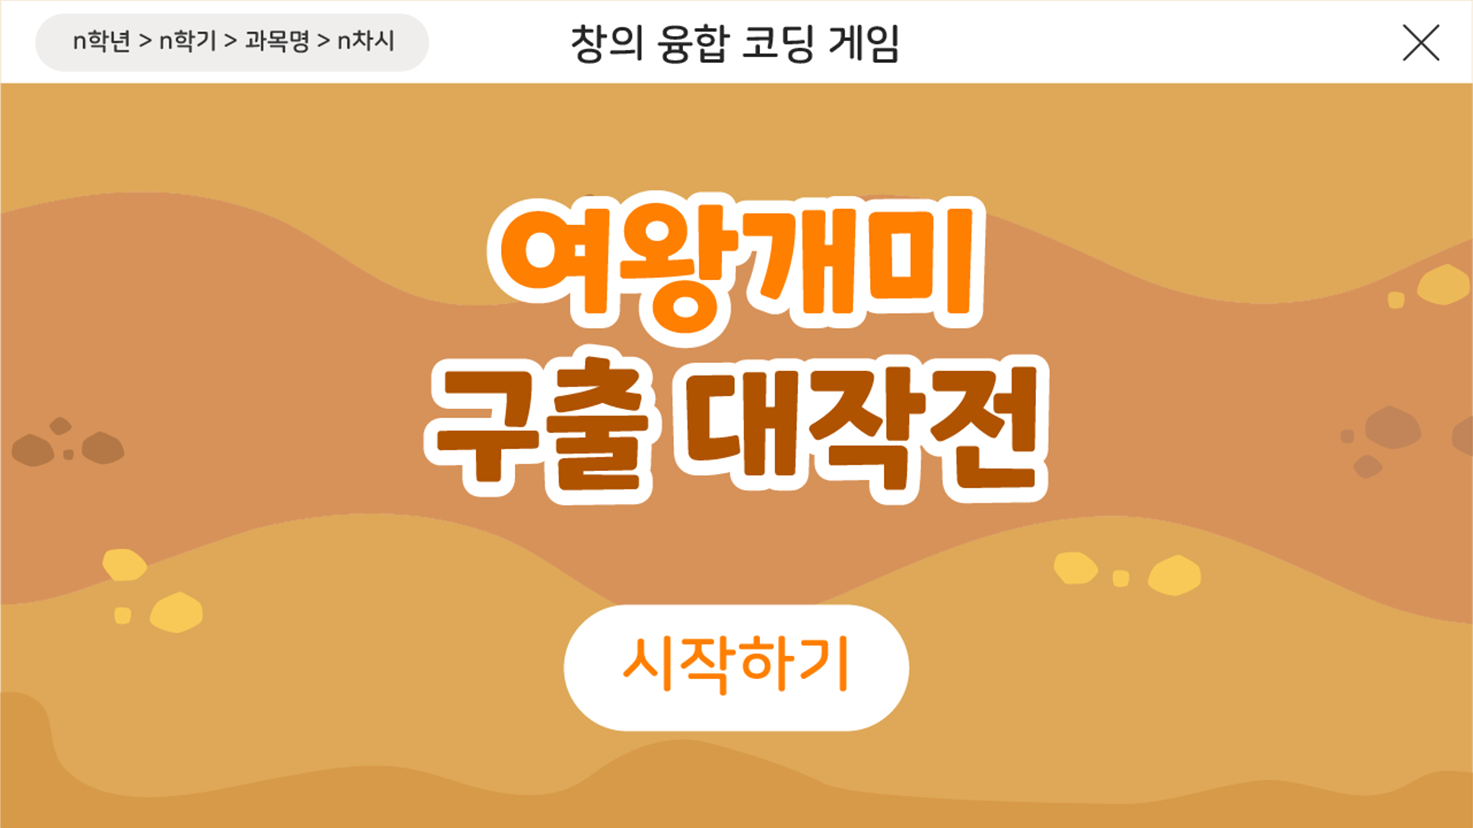 n학년 > n학기 > 과목명 > n차시
창의 융합 코딩 게임
여왕개미
구출 대작전
시작하기